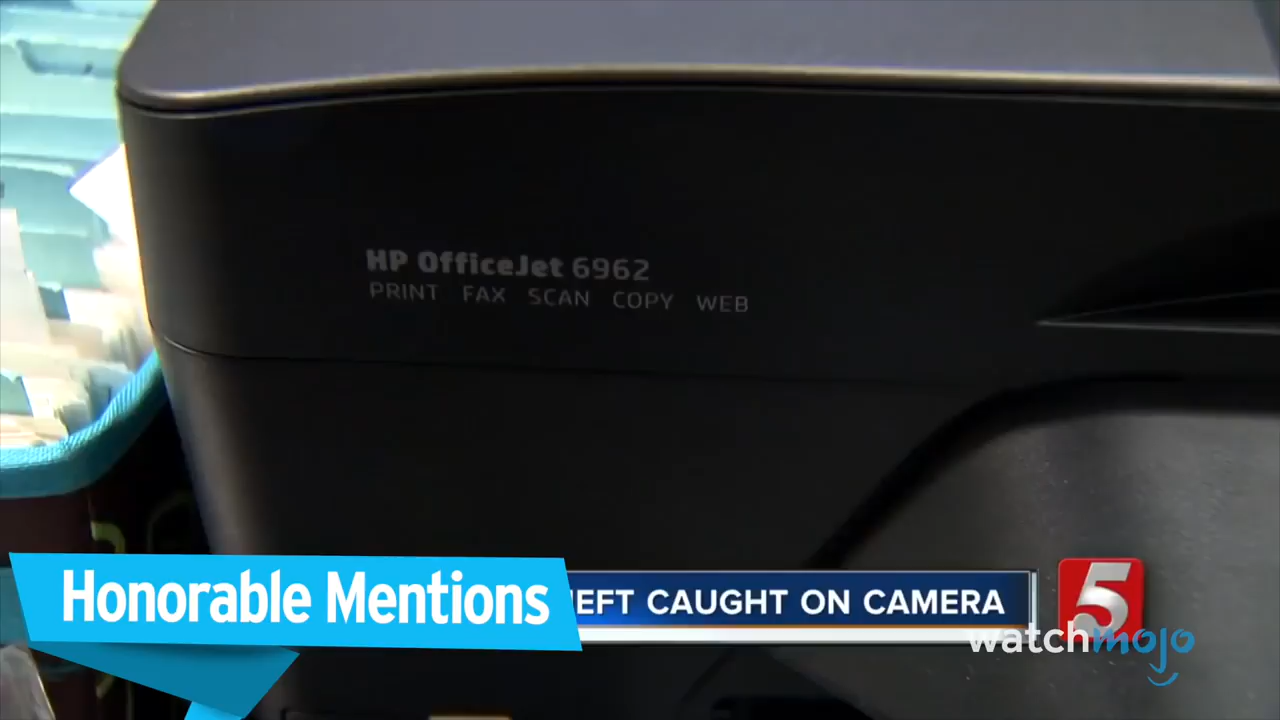 HP OfficeJet 6962
PRINT FAX SCAN COPY WEB
Honorable Mentions
EFT CAUGHT ON CAMERA
5
watchmojo